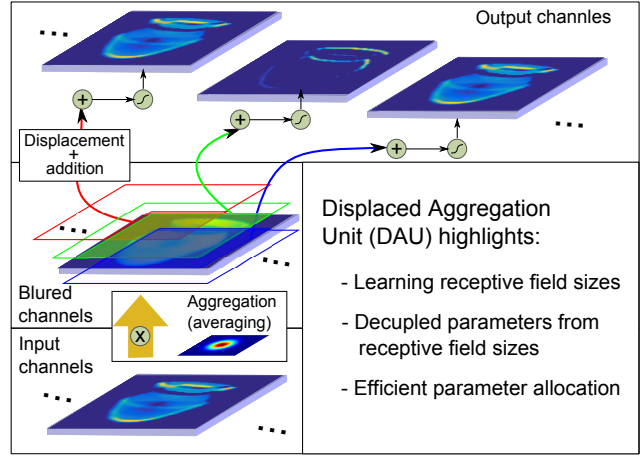 Output channles
Displacement
+
addition
Blured
channels
Aggregation
(averaging)
X
Input
channels
Displaced Aggregation
Unit (DAU) highlights:
- Learning receptive field sizes
- Decupled parameters from
receptive field sizes
- Efficient parameter allocation